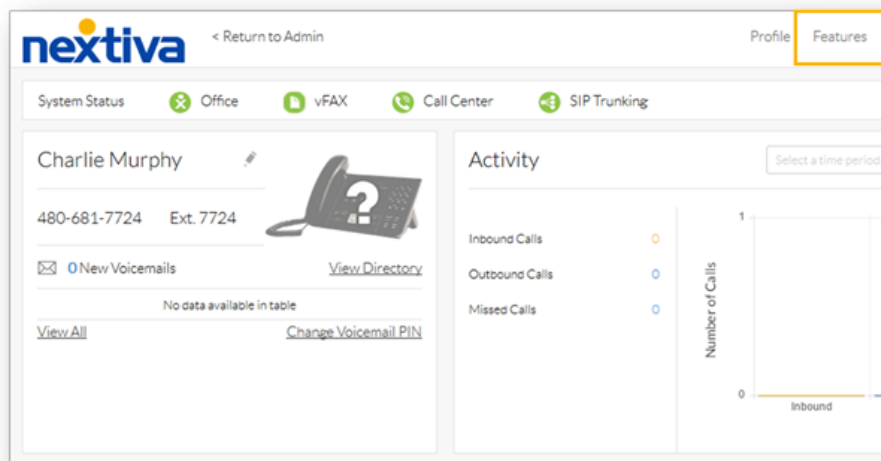 nextiva
< Return to Admin
Profile
Features
System Status
Office
vFAX
Call Center
SIP Trunking
Charlie Murphy
480-681-7724 Ext. 7724
0 New Voicemails
View Directory
No data available in table
View All
Change Voicemail PIN
Activity
Select a time period
Inbound Calls 0
Outbound Calls 0
Missed Calls 0
Number of Calls
1
0
Inbound